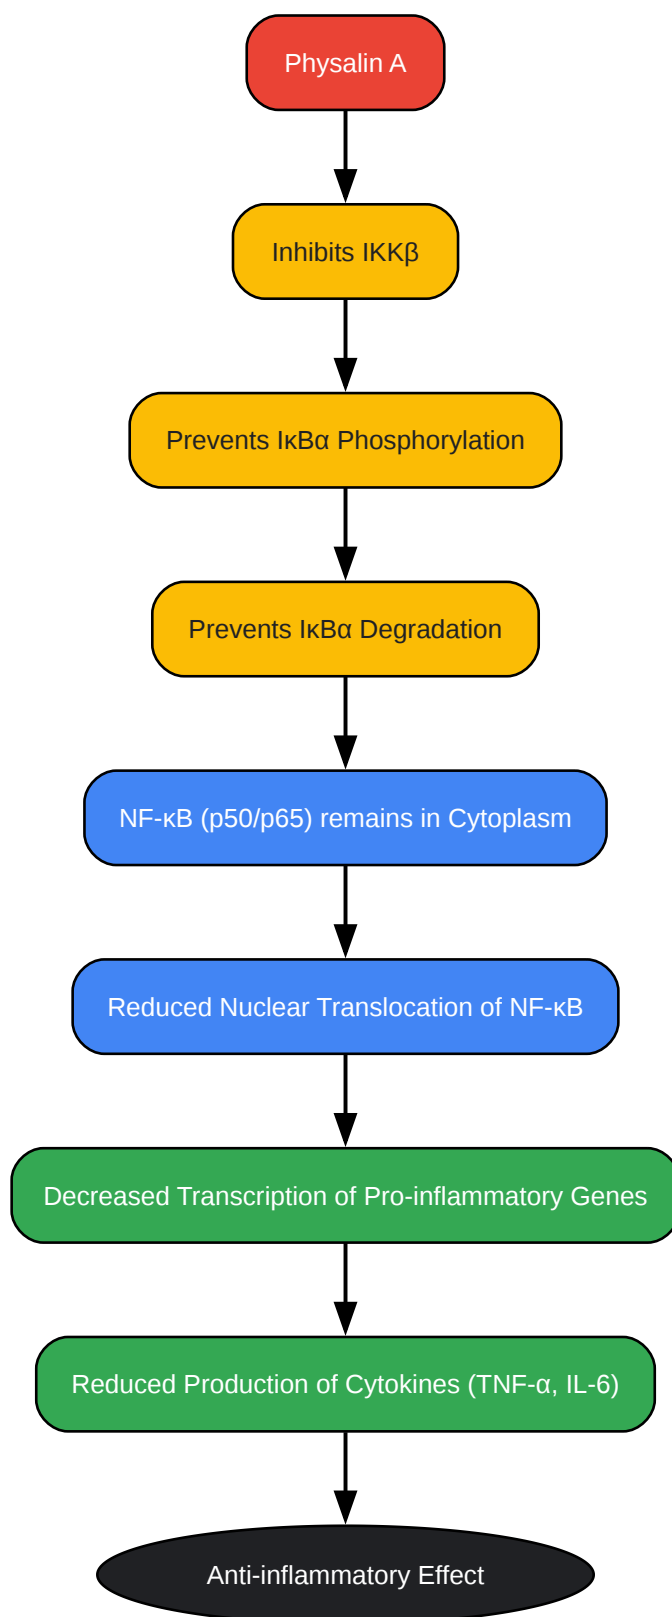 Physalin A
Inhibits IKKβ
Prevents IκBα Phosphorylation
Prevents IκBα Degradation
NF-κB (p50/p65) remains in Cytoplasm
Reduced Nuclear Translocation of NF-κB
Decreased Transcription of Pro-inflammatory Genes
Reduced Production of Cytokines (TNF-α, IL-6)
Anti-inflammatory Effect